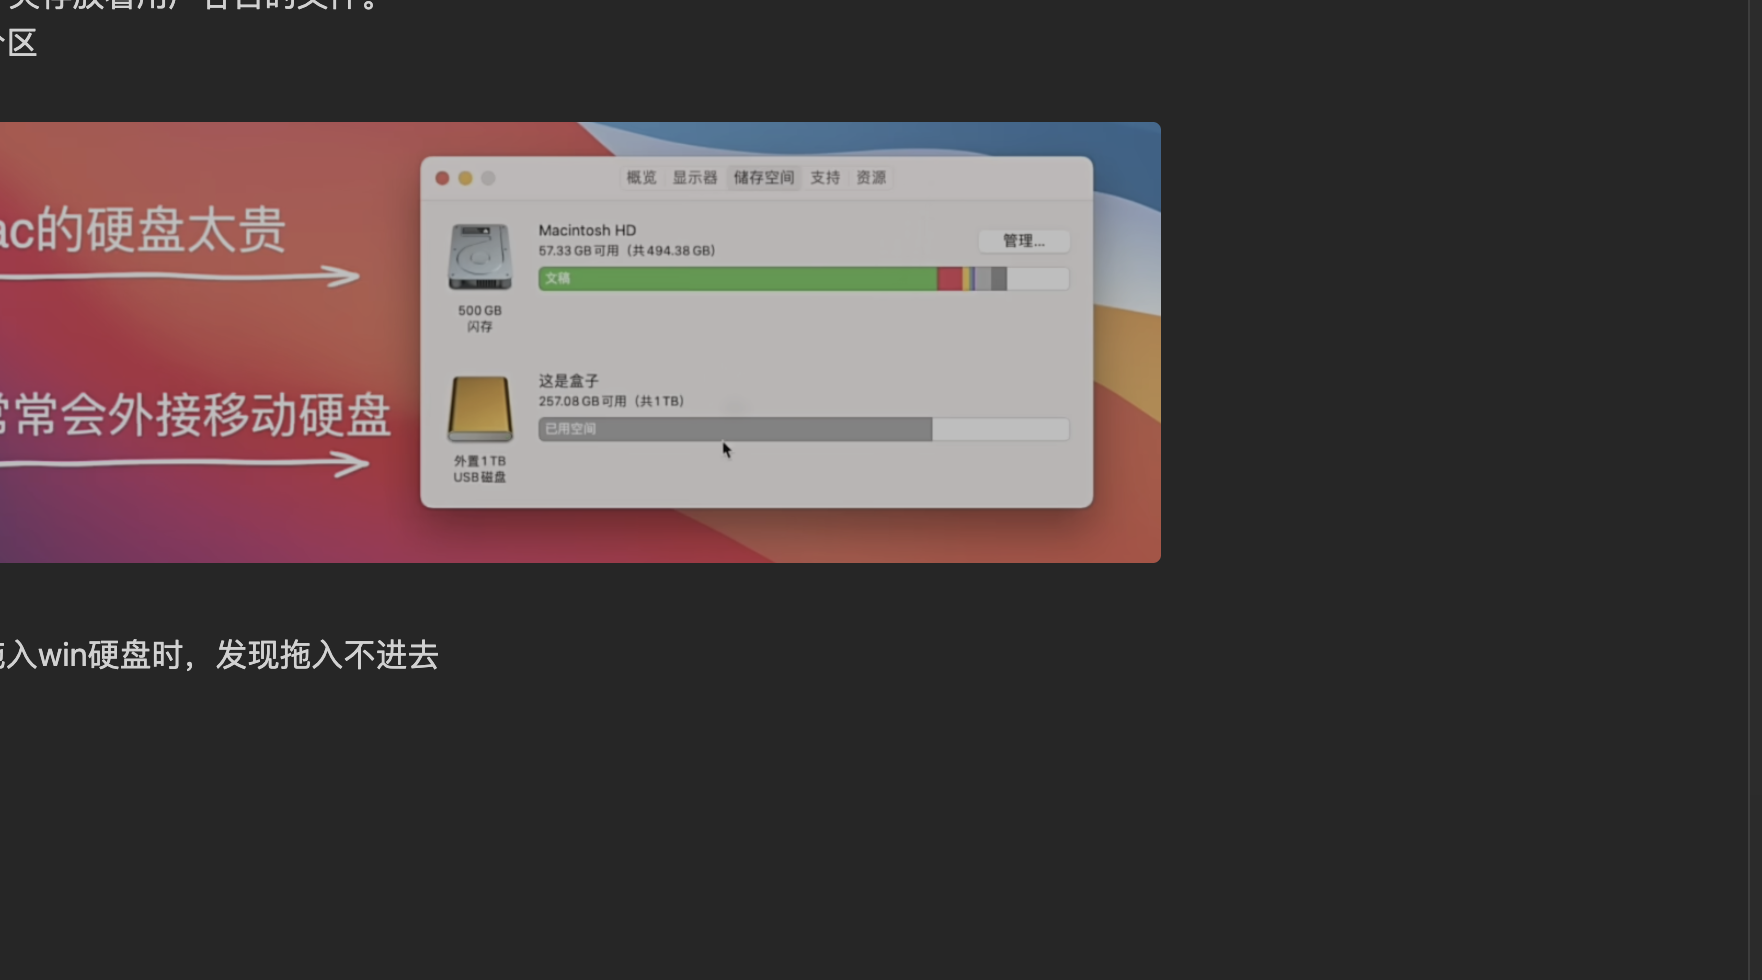 区
ac的硬盘太贵
常会外接移动硬盘
概览 显示器 储存空间 支持 资源
Macintosh HD
57.33 GB 可用（共 494.38 GB）
管理...
文稿
500 GB
闪存
这是盒子
257.08 GB 可用（共 1 TB）
已用空间
外置 1 TB
USB 磁盘
入win硬盘时，发现拖入不进去